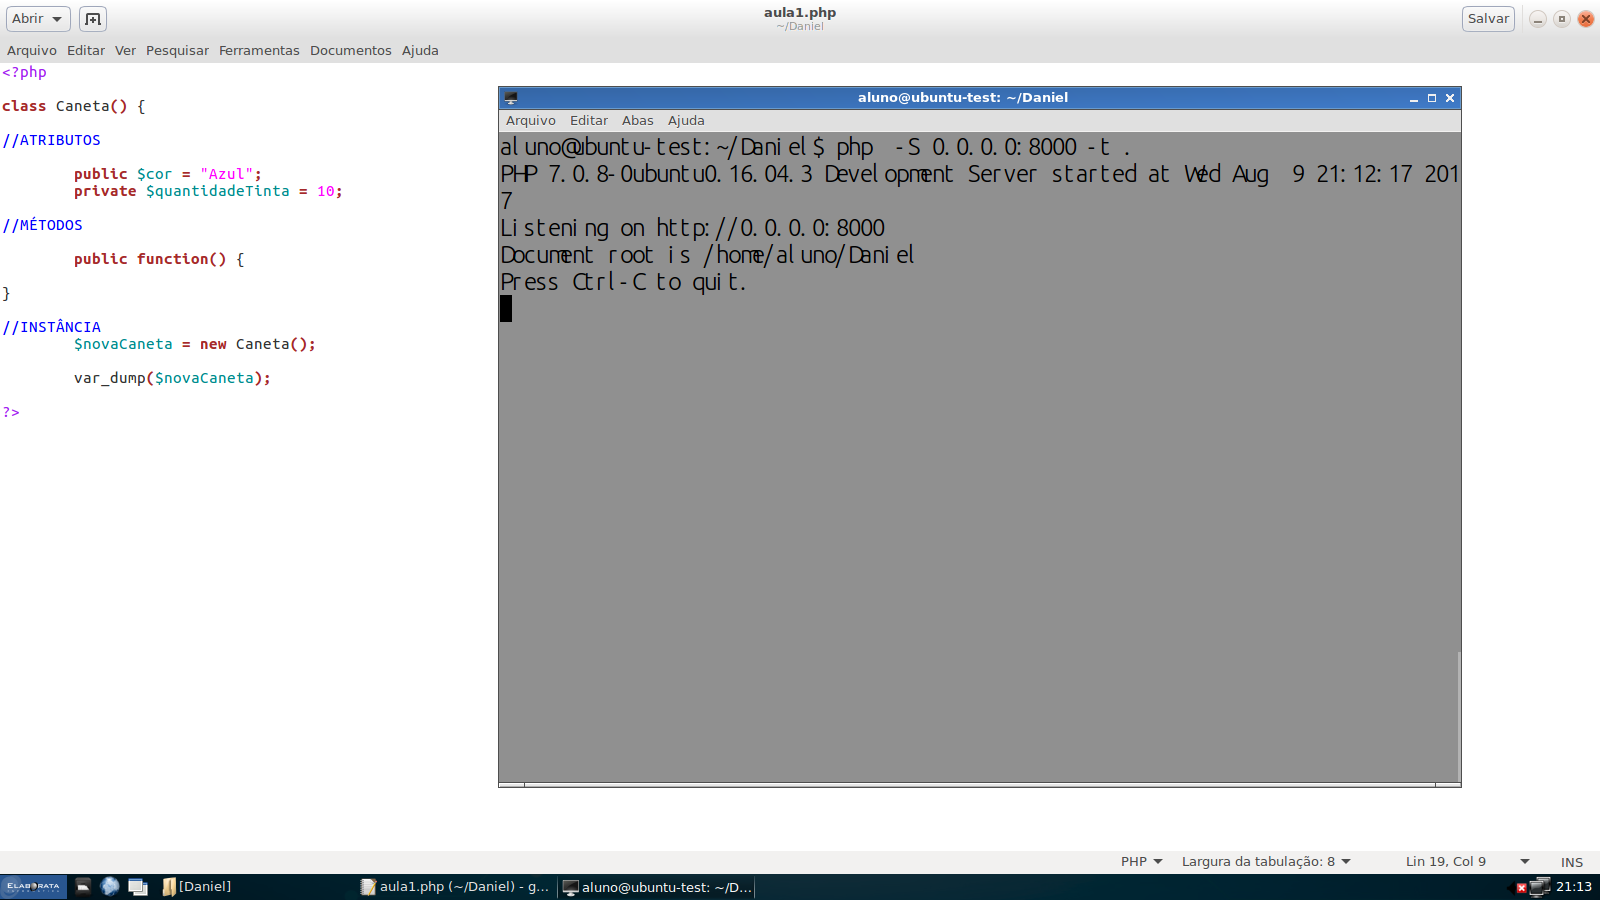 Abrir
aula1.php
~/Daniel
Salvar
Arquivo Editar Ver Pesquisar Ferramentas Documentos Ajuda
<?php
class Caneta() {
//ATRIBUTOS
public $cor = "Azul";
private $quantidadeTinta = 10;
//MÉTODOS
public function() {
}
//INSTÂNCIA
$novaCaneta = new Caneta();
var_dump($novaCaneta);
?>
aluno@ubuntu-test: ~/Daniel
Arquivo Editar Abas Ajuda
aluno@ubuntu-test:~/Daniel$ php  -S 0.0.0.0:8000 -t .
PHP 7.0.8-0ubuntu0.16.04.3 Development Server started at Wed Aug  9 21:12:17 201
7
Listening on http://0.0.0.0:8000
Document root is /home/aluno/Daniel
Press Ctrl-C to quit.
PHP Largura da tabulação: 8 Lin 19, Col 9 INS
ELABORATA [Daniel] aula1.php (~/Daniel) - g... aluno@ubuntu-test: ~/D... 21:13